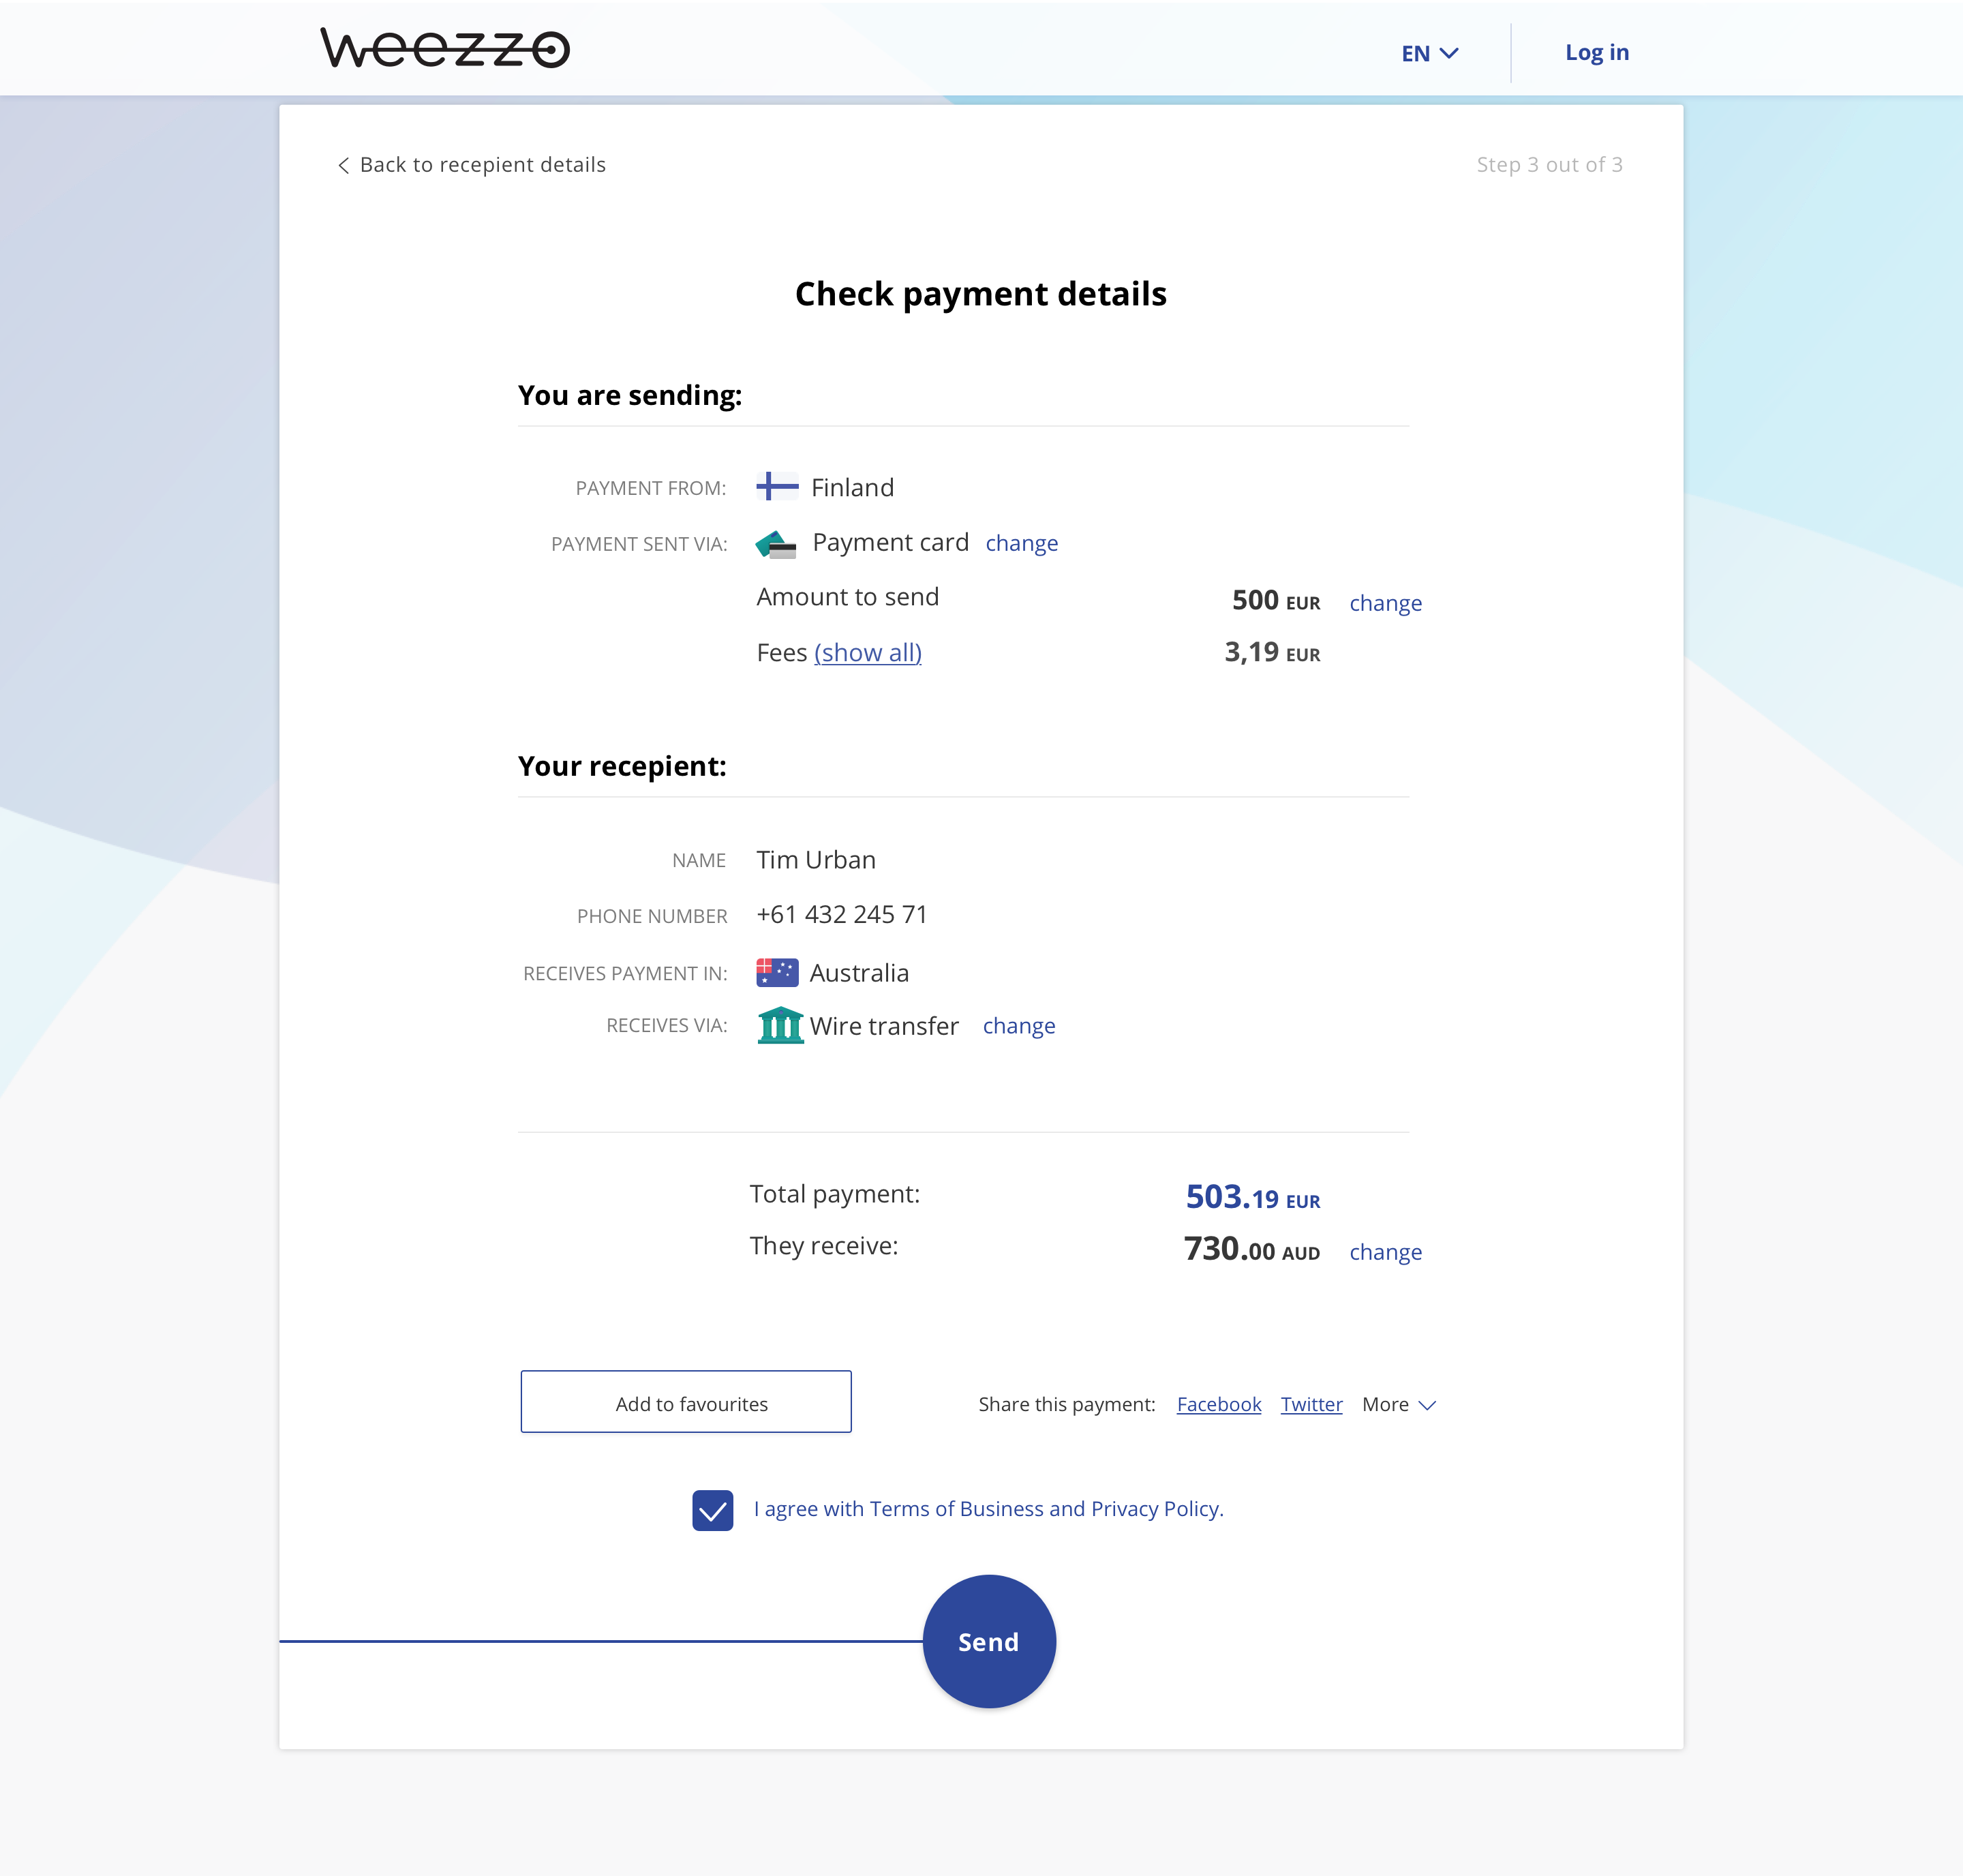 weezzo
EN
Log in
Back to recepient details
Step 3 out of 3
Check payment details
You are sending:
PAYMENT FROM: Finland
PAYMENT SENT VIA: Payment card change
Amount to send 500 EUR change
Fees (show all) 3,19 EUR
Your recepient:
NAME Tim Urban
PHONE NUMBER +61 432 245 71
RECEIVES PAYMENT IN: Australia
RECEIVES VIA: Wire transfer change
Total payment: 503.19 EUR
They receive: 730.00 AUD change
Add to favourites
Share this payment: Facebook Twitter More
I agree with Terms of Business and Privacy Policy.
Send